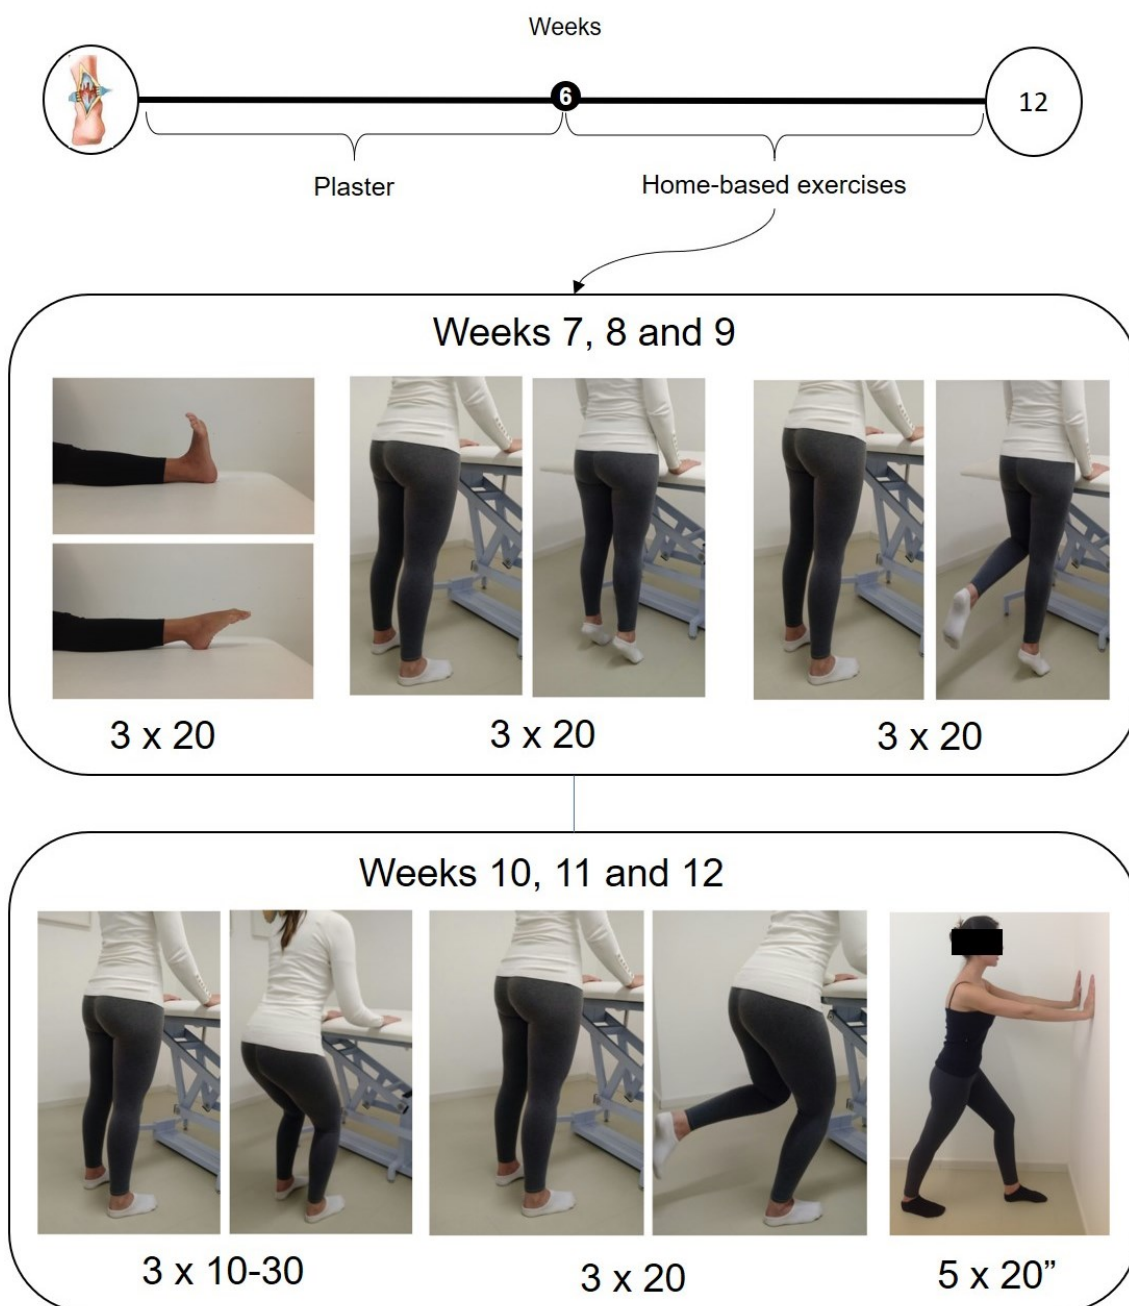 Weeks
6
12
Plaster
Home-based exercises
Weeks 7, 8 and 9
3 x 20
3 x 20
3 x 20
Weeks 10, 11 and 12
3 x 10-30
3 x 20
5 x 20”